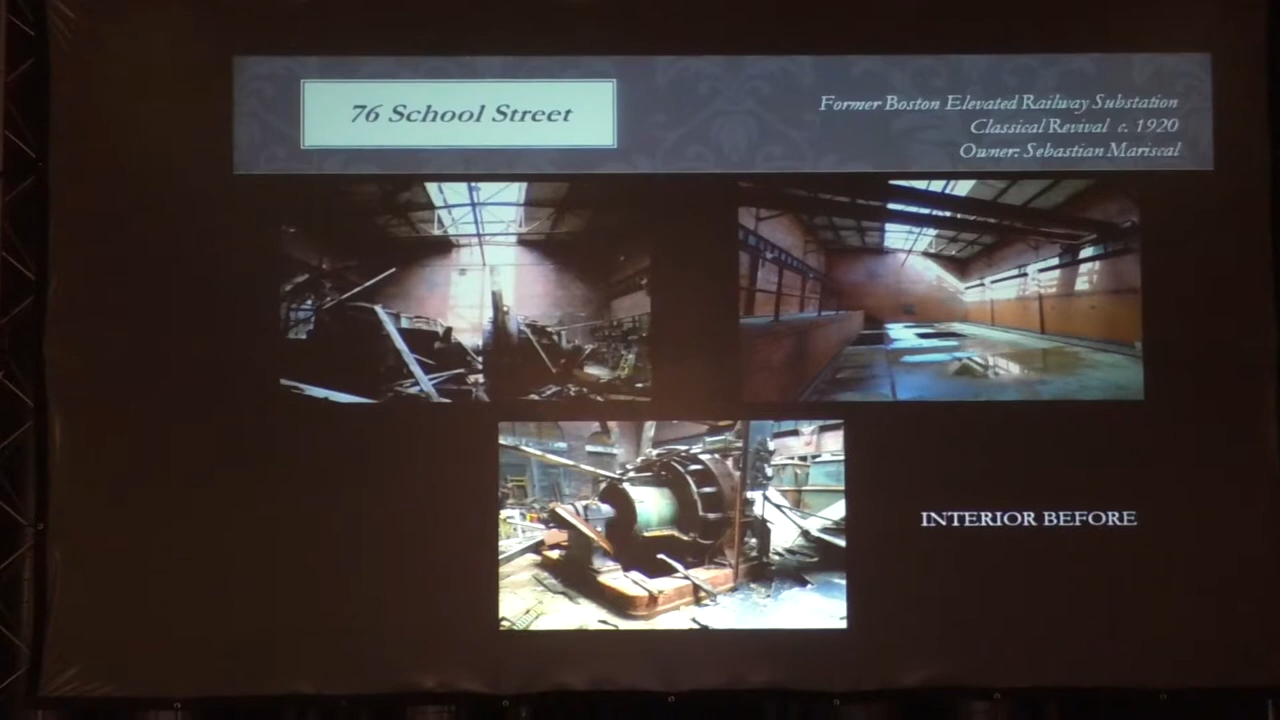 76 School Street
Former Boston Elevated Railway Substation
Classical Revival c. 1920
Owner: Sebastian Mariscal
INTERIOR BEFORE